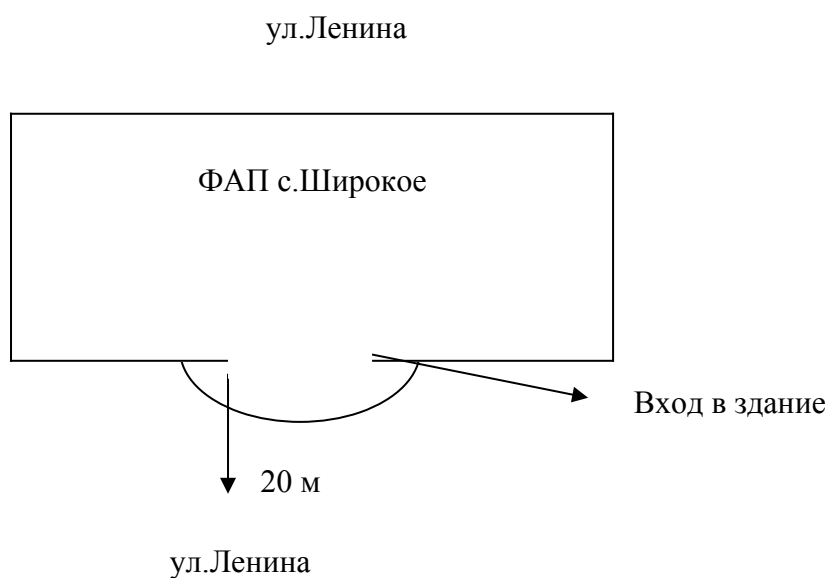 ул.Ленина
ФАП с.Широкое
Вход в здание
20 м
ул.Ленина